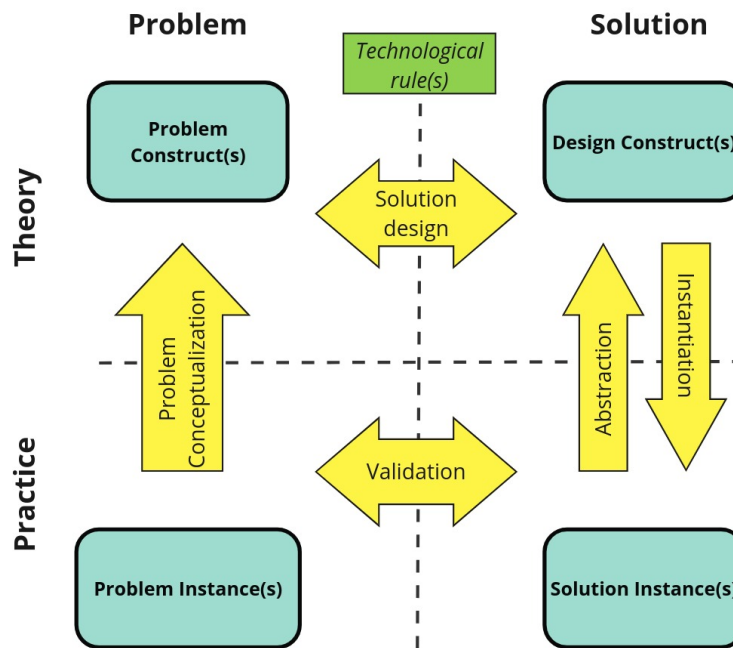 Problem
Solution
Technological
rule(s)
Problem
Construct(s)
Design Construct(s)
Theory
Solution
design
Problem
Conceptualization
Abstraction
Instantiation
Practice
Validation
Problem Instance(s)
Solution Instance(s)